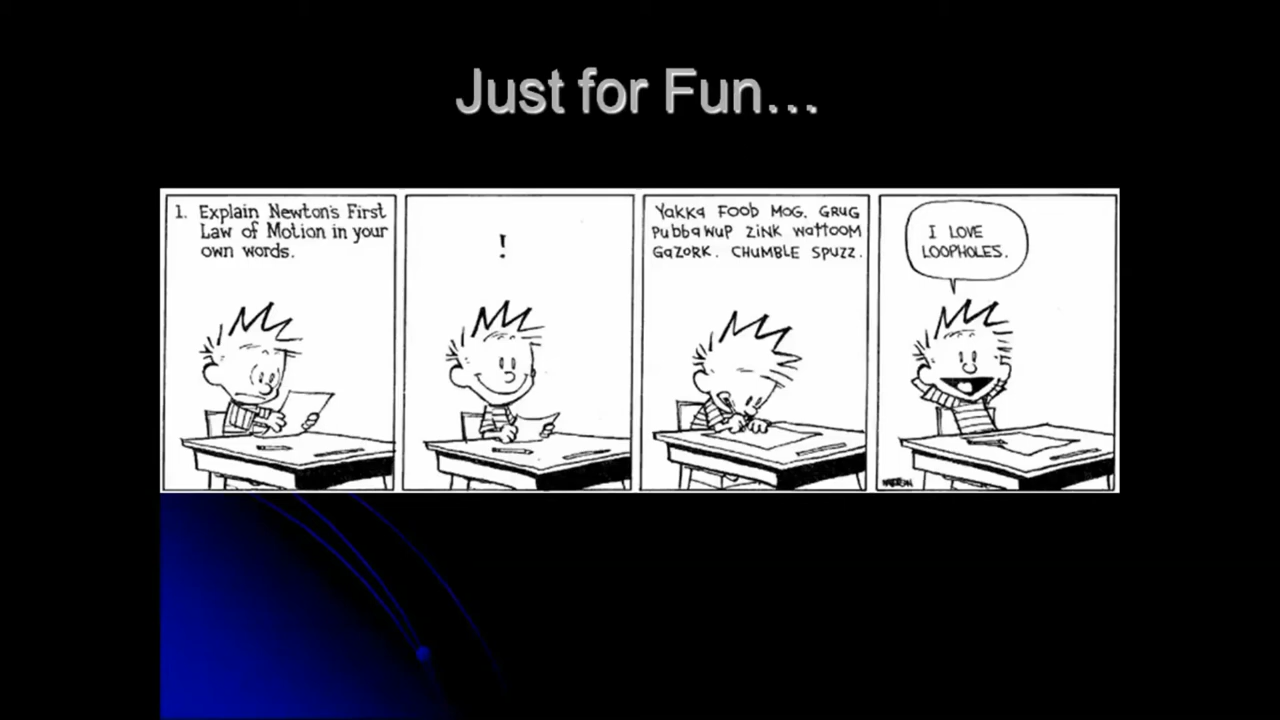 Just for Fun...
1. Explain Newton's First
Law of Motion in your
own words.
!
Yakka FOOb MOG. GRUG
PubbawuP ZiNK wattOOM
GaZORK. CHUMBLE SPUZZ.
I LOVE
LOOPHOLES.